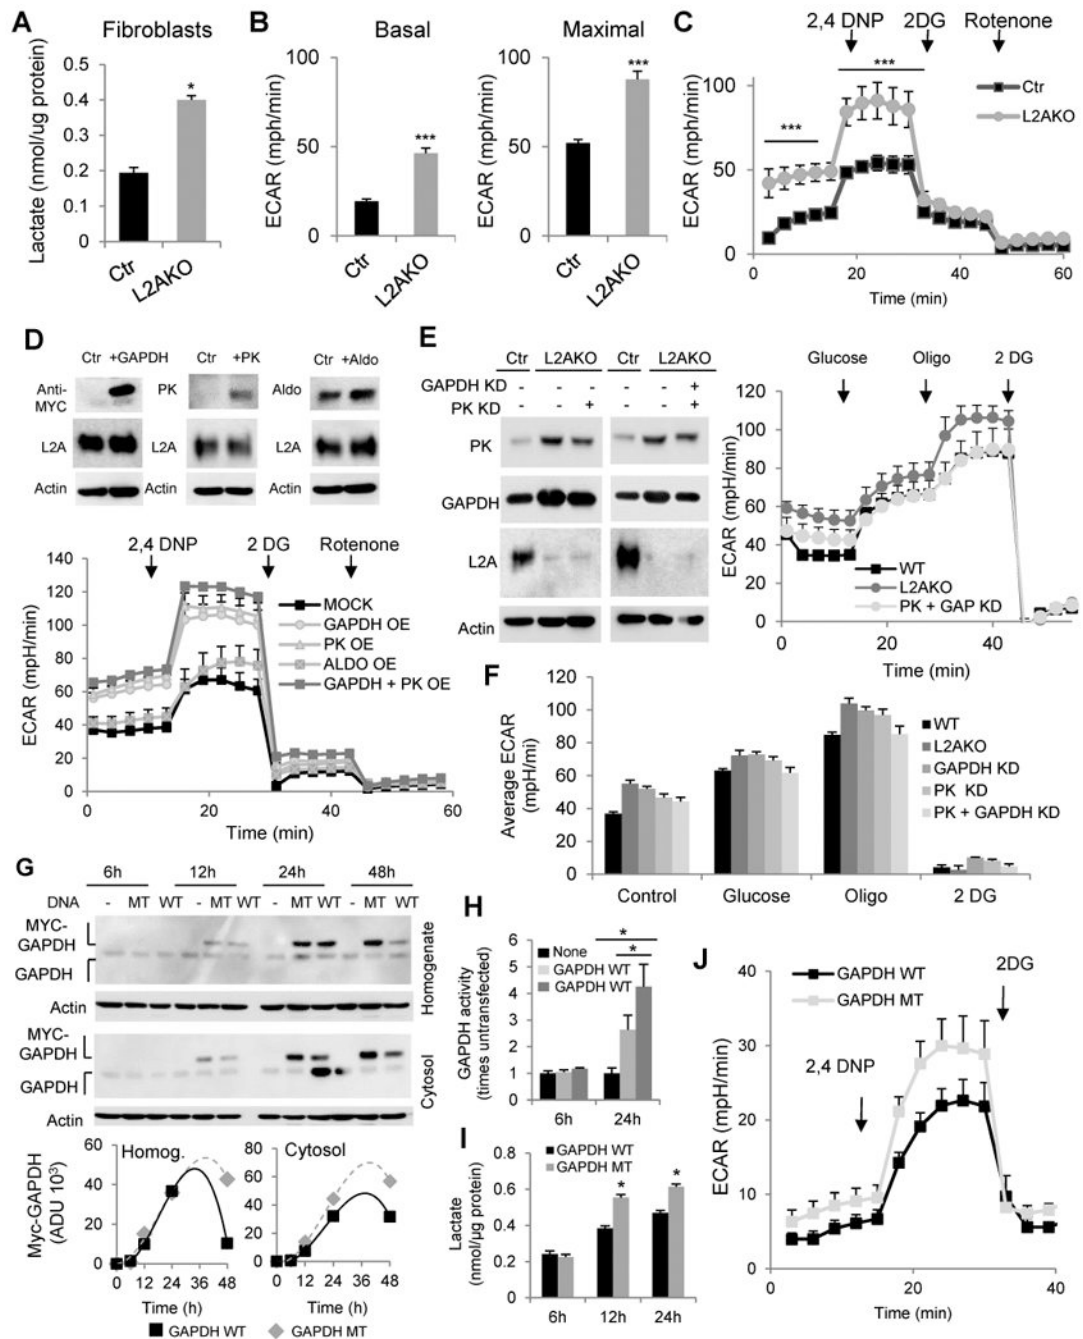 A
Fibroblasts
Lactate (nmol/ug protein)
0.5
0.4
0.3
0.2
0.1
0
*
Ctr
L2AKO
B
Basal
ECAR (mph/min)
100
50
0
***
Ctr
L2AKO
Maximal
ECAR (mph/min)
100
50
0
***
Ctr
L2AKO
C
2,4 DNP
2DG
Rotenone
***
***
Ctr
L2AKO
ECAR (mph/min)
100
50
0
0 20 40 60
Time (min)
D
Ctr +GAPDH
Ctr +PK
Ctr +Aldo
Anti-
MYC
PK
Aldo
L2A
L2A
L2A
Actin
Actin
Actin
2,4 DNP
2 DG
Rotenone
ECAR (mpH/min)
140
120
100
80
60
40
20
0
MOCK
GAPDH OE
PK OE
ALDO OE
GAPDH + PK OE
0 20 40 60
Time (min)
E
Ctr L2AKO Ctr L2AKO
GAPDH KD - - - - +
PK KD - - + - - +
PK
GAPDH
L2A
Actin
Glucose
Oligo
2 DG
ECAR (mpH/min)
120
100
80
60
40
20
0
WT
L2AKO
PK + GAP KD
0 20 40
Time (min)
F
Average ECAR
(mpH/mi)
120
100
80
60
40
20
0
WT
L2AKO
GAPDH KD
PK KD
PK + GAPDH KD
Control Glucose Oligo 2 DG
G
6h 12h 24h 48h
DNA - MT WT - MT WT - MT WT - MT WT
MYC-
GAPDH
GAPDH
Actin
Homogenate
MYC-
GAPDH
GAPDH
Actin
Cytosol
Myc-GAPDH
(ADU 10³)
Homog.
60
40
20
0
0 12 24 36 48
Time (h)
Cytosol
80
60
40
20
0
0 12 24 36 48
Time (h)
GAPDH WT GAPDH MT
H
GAPDH activity
(times untransfected)
6
5
4
3
2
1
0
*
*
None
GAPDH WT
GAPDH WT
6h 24h
I
Lactate
(nmol/µg protein)
0.8
0.6
0.4
0.2
0
GAPDH WT
GAPDH MT
*
*
6h 12h 24h
J
GAPDH WT
GAPDH MT
2DG
2,4 DNP
ECAR (mpH/min)
40
30
20
10
0
0 20 40
Time (min)